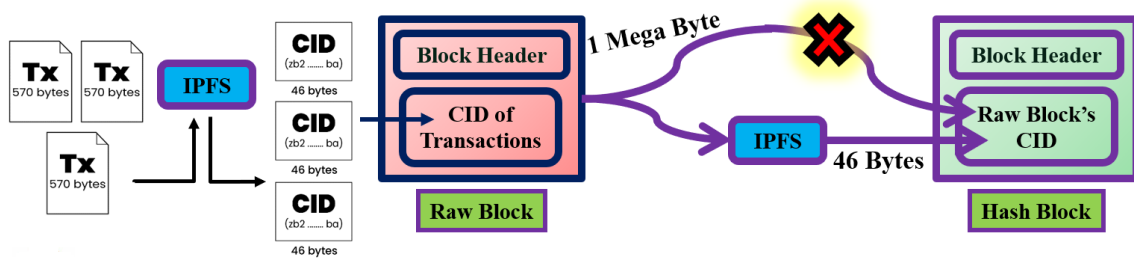 Tx
570 bytes
Tx
570 bytes
Tx
570 bytes
IPFS
CID
(zb2 ........ ba)
46 bytes
CID
(zb2 ........ ba)
46 bytes
CID
(zb2 ........ ba)
46 bytes
Block Header
CID of
Transactions
Raw Block
1 Mega Byte
IPFS
46 Bytes
Block Header
Raw Block's
CID
Hash Block